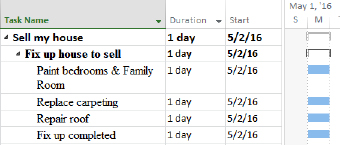 Task Name Duration Start May 1, '16
S M
Sell my house 1 day 5/2/16
Fix up house to sell 1 day 5/2/16
Paint bedrooms & Family 1 day 5/2/16
Room
Replace carpeting 1 day 5/2/16
Repair roof 1 day 5/2/16
Fix up completed 1 day 5/2/16